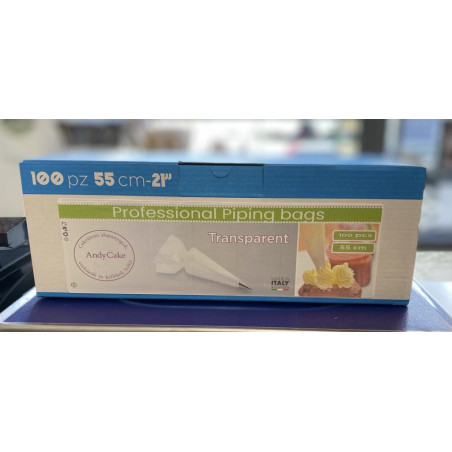 100 pz 55 cm-21"
Professional Piping bags
Transparent
100 pcs
55 cm
AndyCake
ITALY